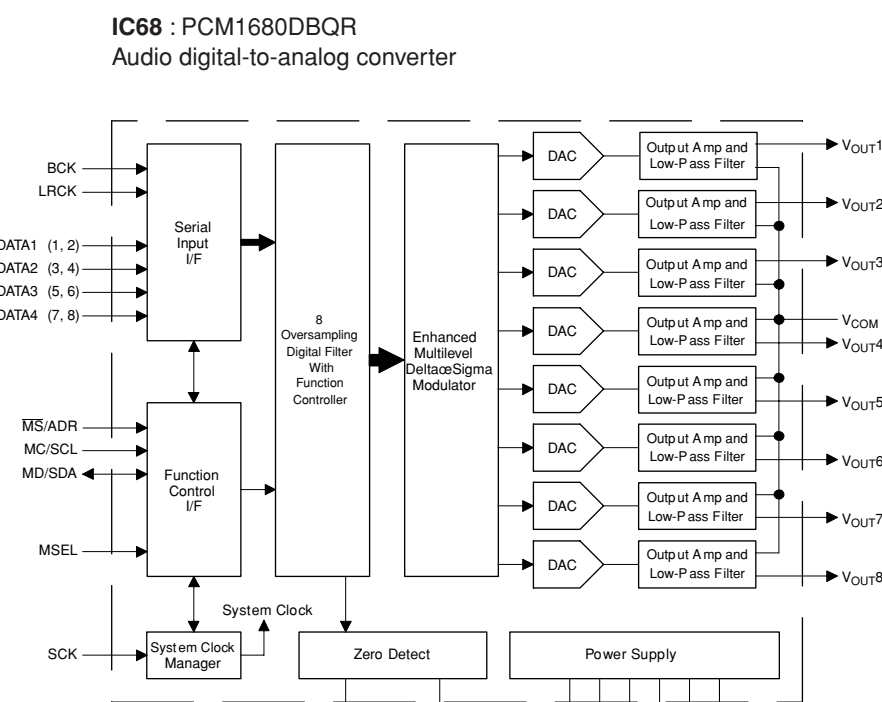 IC68 : PCM1680DBQR
Audio digital-to-analog converter
BCK
LRCK
DATA1 (1, 2)
DATA2 (3, 4)
DATA3 (5, 6)
DATA4 (7, 8)
MS/ADR
MC/SCL
MD/SDA
MSEL
SCK
Serial
Input
I/F
Function
Control
I/F
System Clock
Manager
System Clock
8
Oversampling
Digital Filter
With
Function
Controller
Enhanced
Multilevel
DeltaœSigma
Modulator
Zero Detect
Power Supply
DAC
Output Amp and
Low-Pass Filter
VOUT1
DAC
Output Amp and
Low-Pass Filter
VOUT2
DAC
Output Amp and
Low-Pass Filter
VOUT3
DAC
Output Amp and
Low-Pass Filter
VCOM
VOUT4
DAC
Output Amp and
Low-Pass Filter
VOUT5
DAC
Output Amp and
Low-Pass Filter
VOUT6
DAC
Output Amp and
Low-Pass Filter
VOUT7
DAC
Output Amp and
Low-Pass Filter
VOUT8